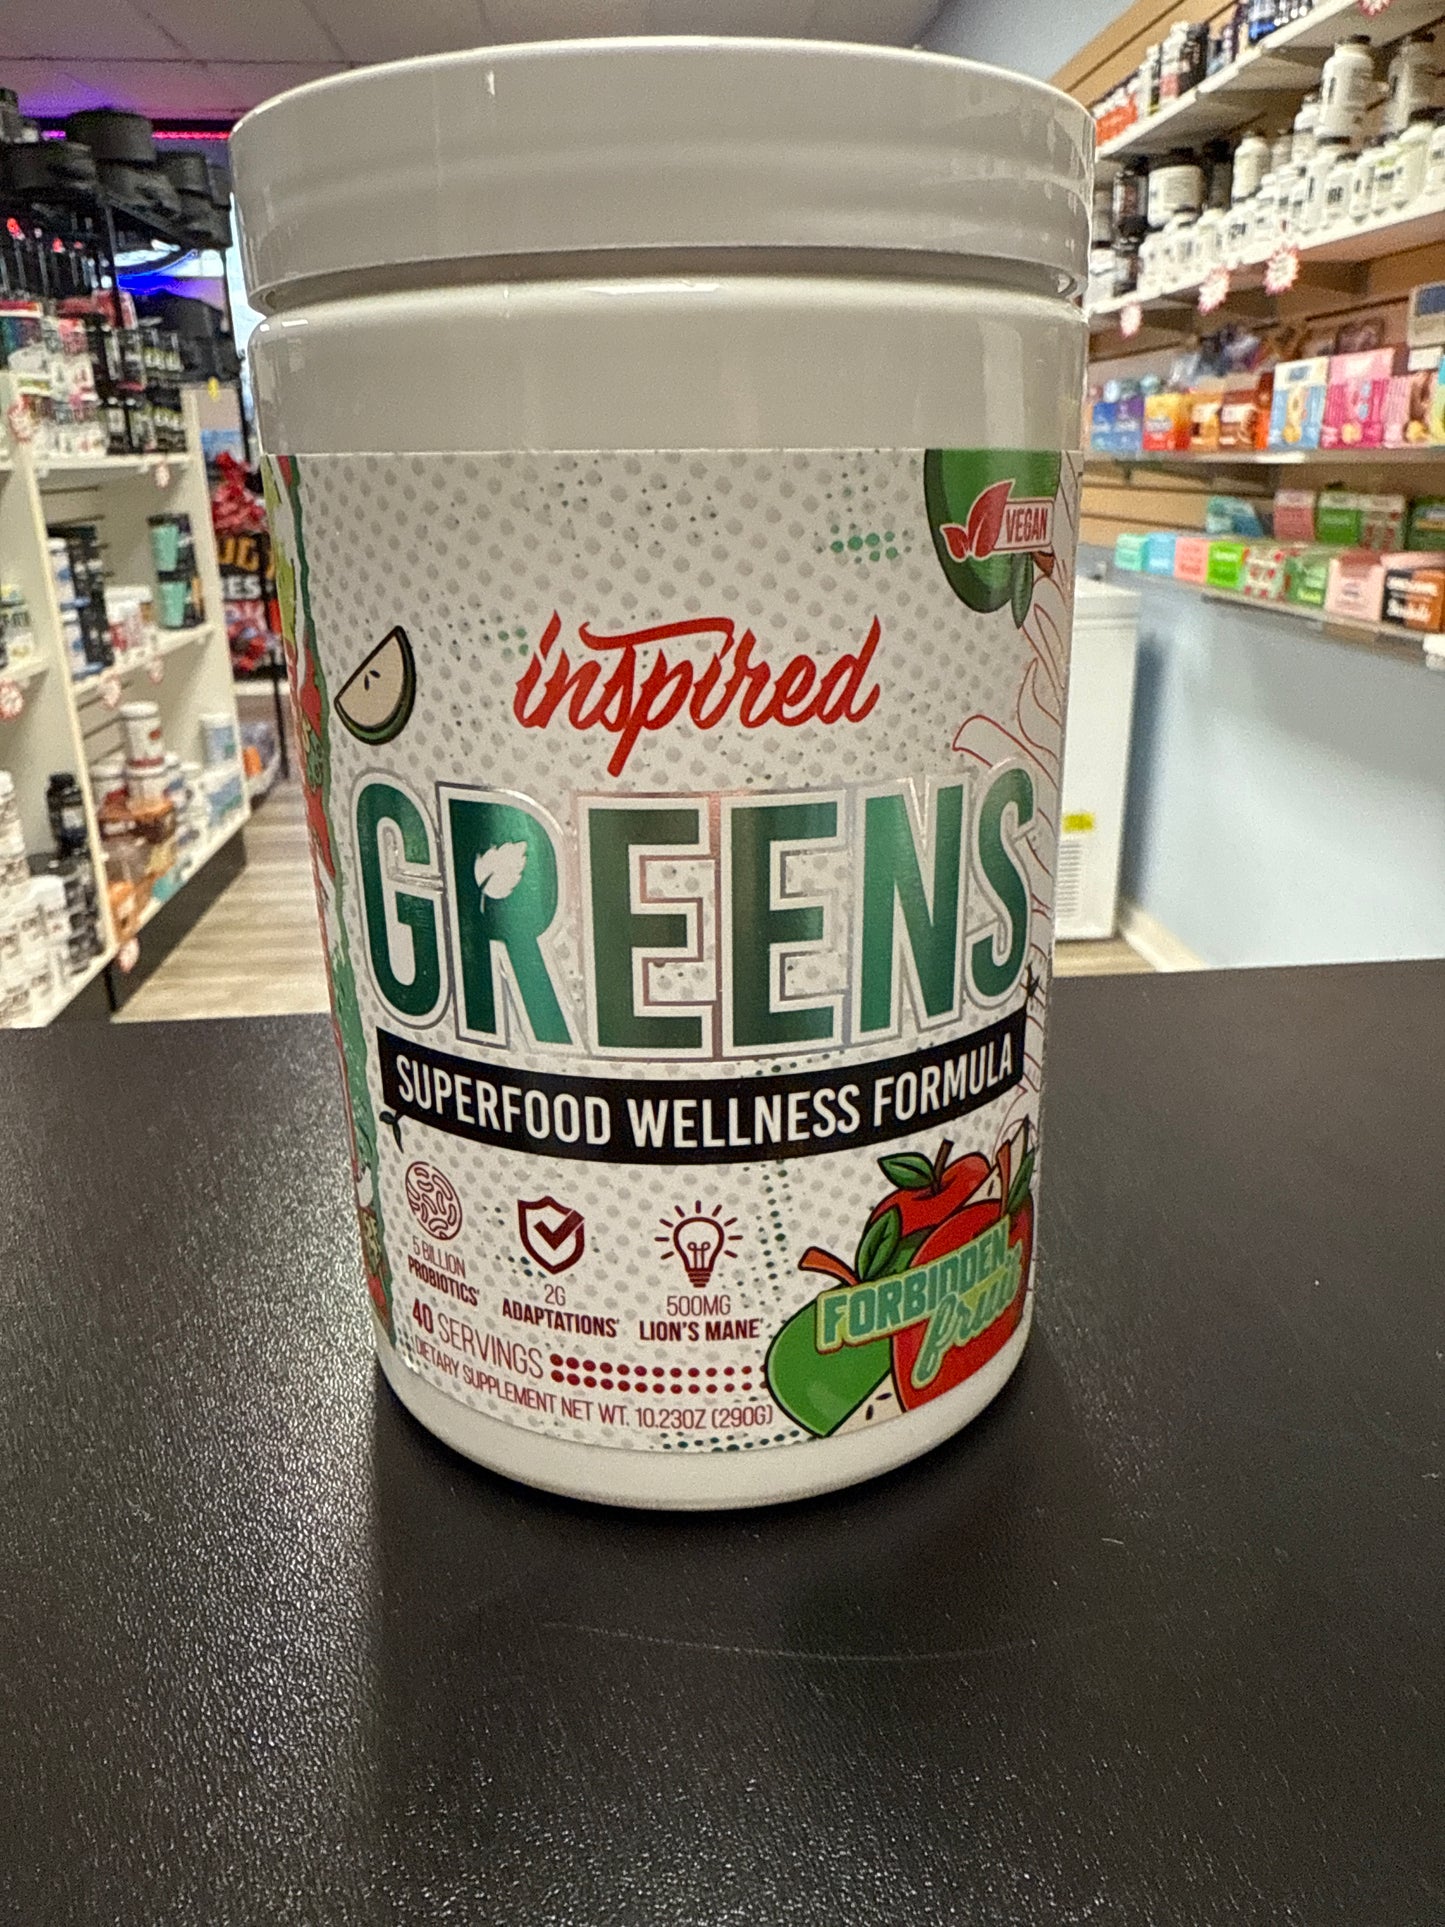 VEGAN
inspired
GREENS
SUPERFOOD WELLNESS FORMULA
5 BILLION
PROBIOTICS*
2G
ADAPTATIONS*
500MG
LION'S MANE*
FORBIDDEN
fruit
40 SERVINGS
DIETARY SUPPLEMENT NET WT. 10.23OZ (290G)